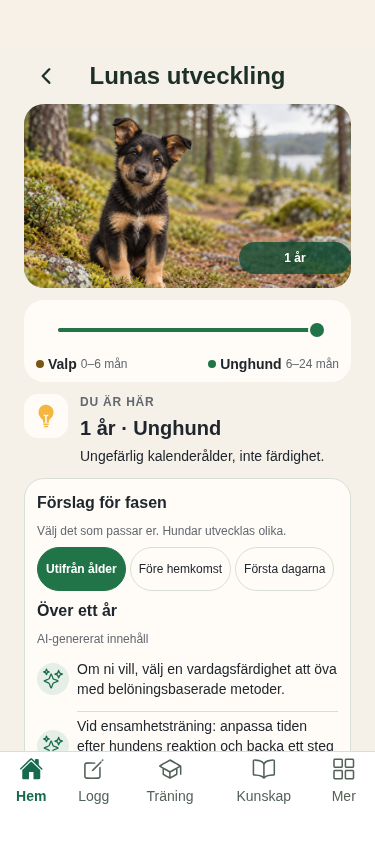 Lunas utveckling
1 år
Valp 0–6 mån
Unghund 6–24 mån
DU ÄR HÄR
1 år · Unghund
Ungefärlig kalenderålder, inte färdighet.
Förslag för fasen
Välj det som passar er. Hundar utvecklas olika.
Utifrån ålder
Före hemkomst
Första dagarna
Över ett år
AI-genererat innehåll
Om ni vill, välj en vardagsfärdighet att öva
med belöningsbaserade metoder.
Vid ensamhetsträning: anpassa tiden
efter hundens reaktion och backa ett steg
Hem
Logg
Träning
Kunskap
Mer